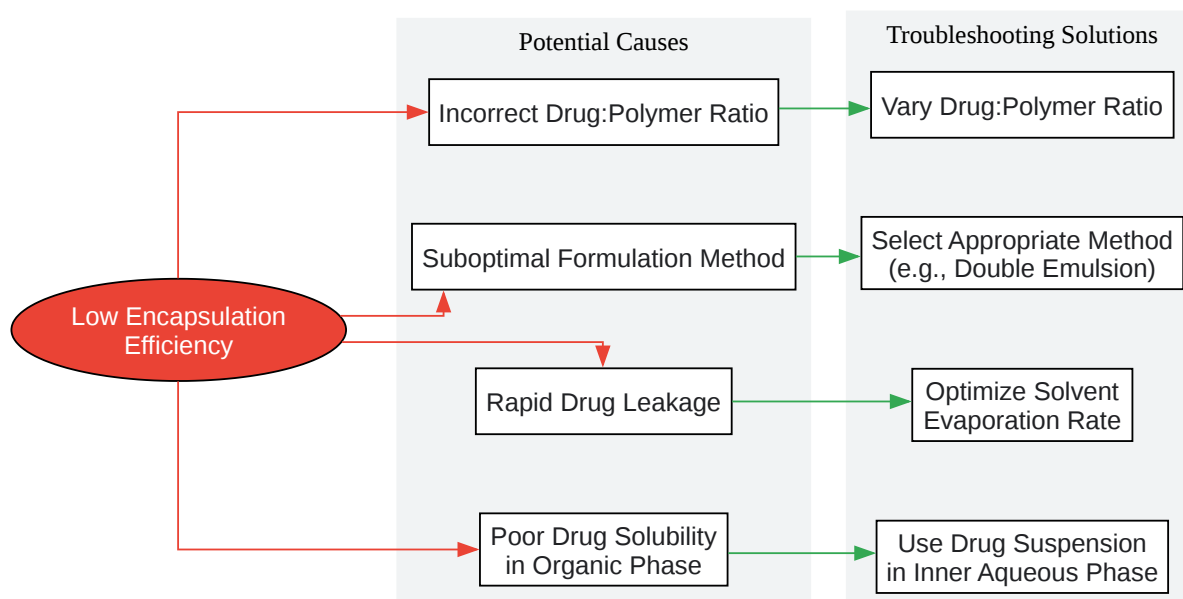 Potential Causes
Troubleshooting Solutions
Incorrect Drug:Polymer Ratio
Vary Drug:Polymer Ratio
Suboptimal Formulation Method
Select Appropriate Method
(e.g., Double Emulsion)
Low Encapsulation
Efficiency
Rapid Drug Leakage
Optimize Solvent
Evaporation Rate
Poor Drug Solubility
in Organic Phase
Use Drug Suspension
in Inner Aqueous Phase